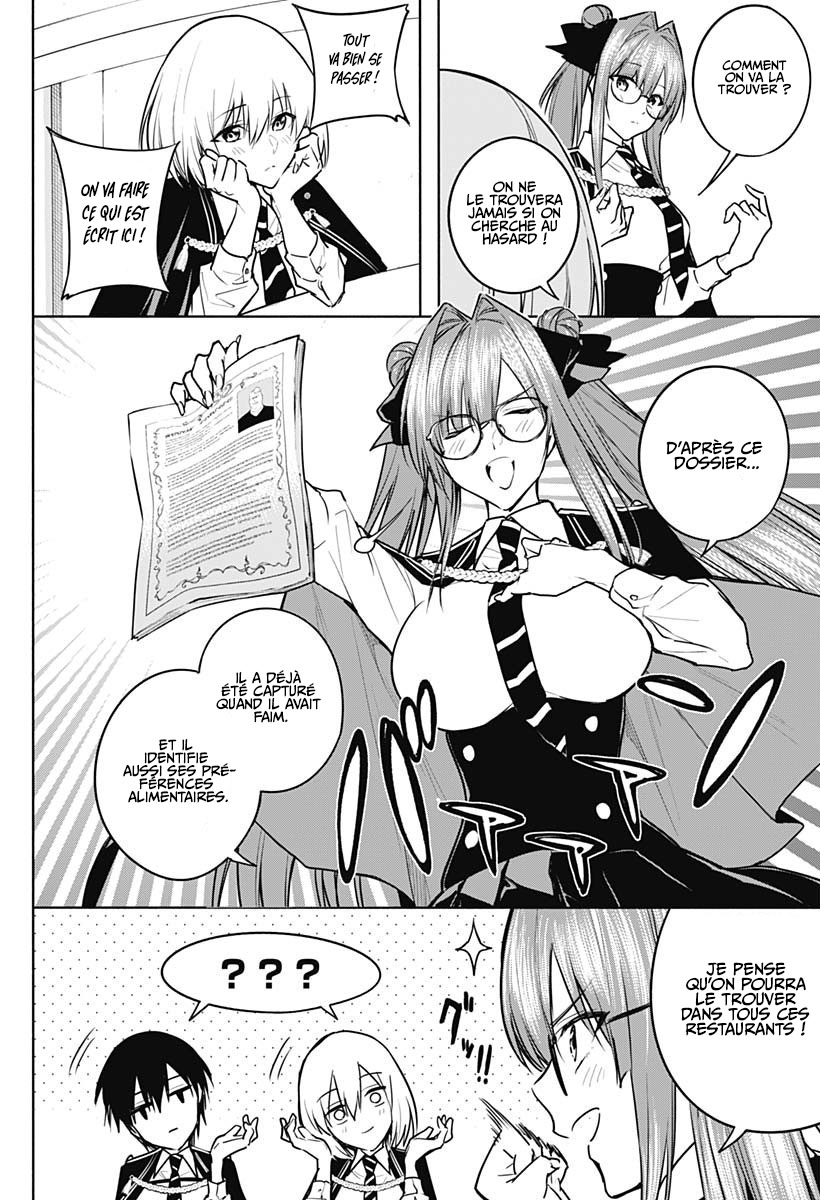 COMMENT
ON VA LA
TROUVER ?
ON NE
LE TROUVERA
JAMAIS SI ON
CHERCHE AU
HASARD !
TOUT
VA BIEN SE
PASSER !
ON VA FAIRE
CE QUI EST
ÉCRIT ICI !
D'APRÈS CE
DOSSIER...
IL A DÉJÀ
ÉTÉ CAPTURÉ
QUAND IL AVAIT
FAIM.
ET IL
IDENTIFIE
AUSSI SES PRÉ-
FÉRENCES
ALIMENTAIRES.
JE PENSE
QU'ON POURRA
LE TROUVER
DANS TOUS CES
RESTAURANTS !
グッ!!
? ? ?